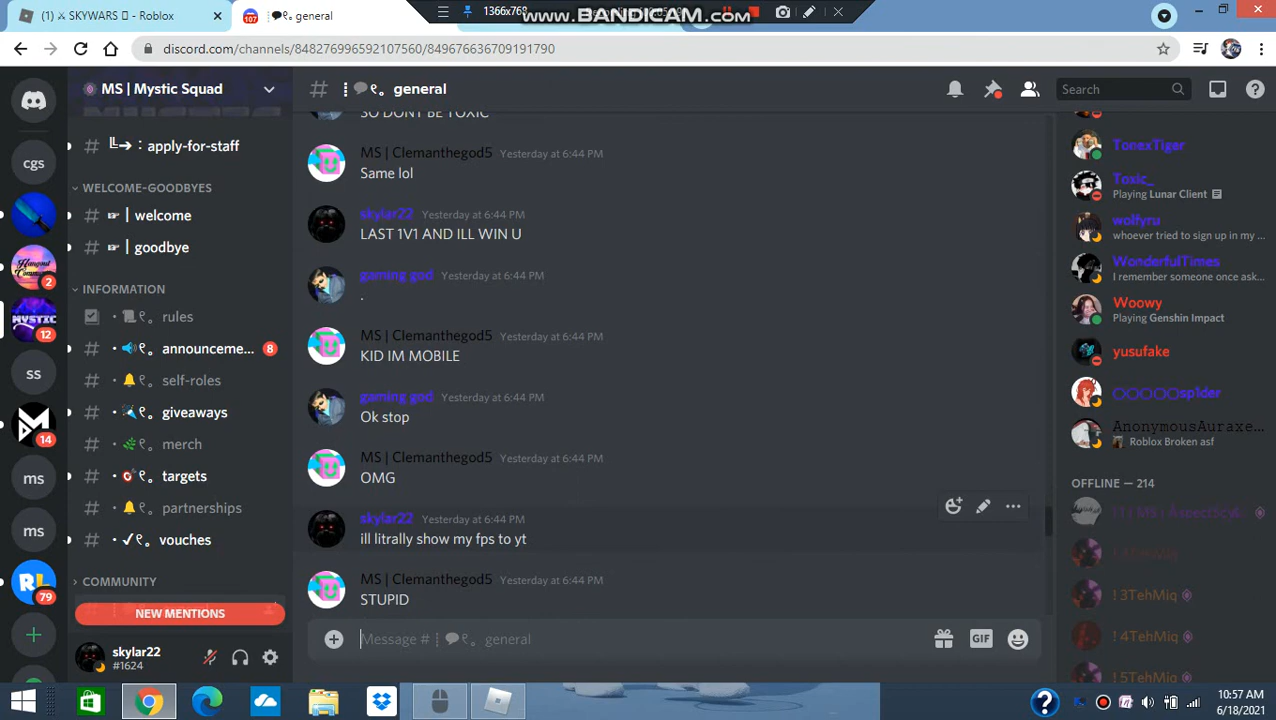 (1) ⚔️ SKYWARS ⚔️ - Roblox
general
1366x768
www.BANDICAM.com
discord.com/channels/848276996592107560/849676636709191790
MS | Mystic Squad
apply-for-staff
WELCOME-GOODBYES
welcome
goodbye
INFORMATION
rules
announceme...
8
self-roles
giveaways
merch
targets
partnerships
vouches
COMMUNITY
NEW MENTIONS
skylar22
#1624
cgs
2
MYSTIC
12
ss
14
ms
ms
RL
79
general
Search
SO DONT BE TOXIC
MS | Clemanthegod5 Yesterday at 6:44 PM
Same lol
skylar22 Yesterday at 6:44 PM
LAST 1V1 AND ILL WIN U
gaming god Yesterday at 6:44 PM
.
MS | Clemanthegod5 Yesterday at 6:44 PM
KID IM MOBILE
gaming god Yesterday at 6:44 PM
Ok stop
MS | Clemanthegod5 Yesterday at 6:44 PM
OMG
skylar22 Yesterday at 6:44 PM
ill litrally show my fps to yt
MS | Clemanthegod5 Yesterday at 6:44 PM
STUPID
Message # general
GIF
TonexTiger
Toxic_
Playing Lunar Client
wolfyru
whoever tried to sign up in my ...
WonderfulTimes
I remember someone once ask...
Woowy
Playing Genshin Impact
yusufake
○○○○○sp1der
AnonymousAuraxe...
Roblox Broken asf
OFFLINE — 214
! 3TehMiq
! 4TehMiq
! 5TehMiq
10:57 AM
6/18/2021